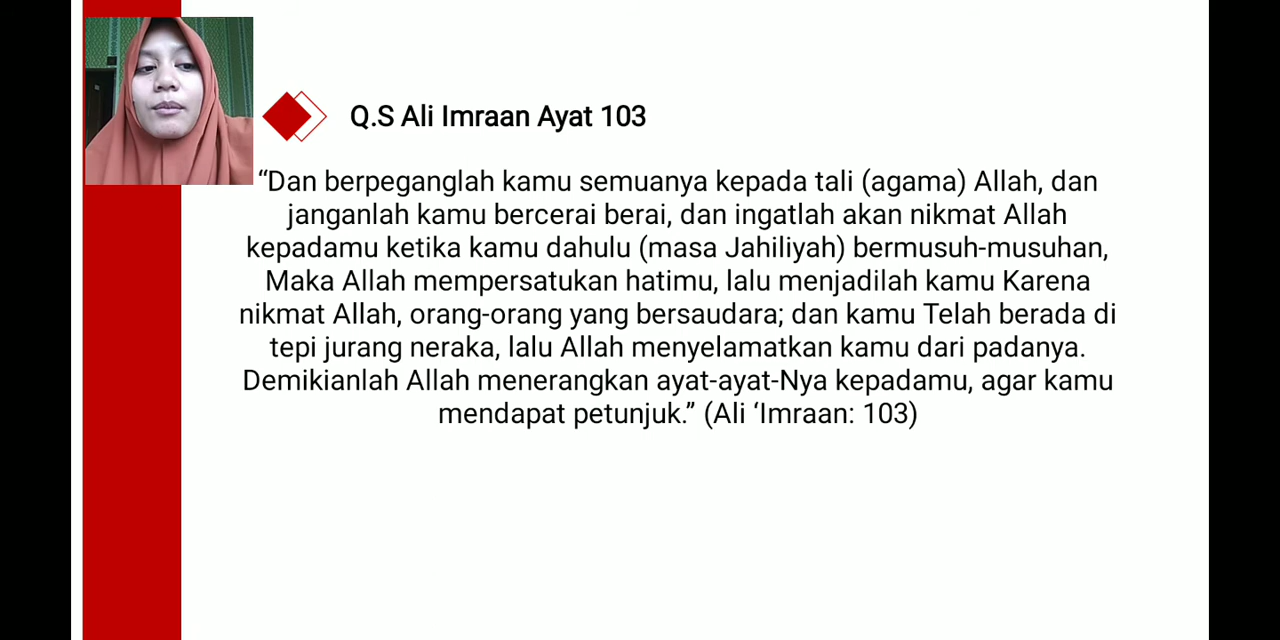 Q.S Ali Imraan Ayat 103
“Dan berpeganglah kamu semuanya kepada tali (agama) Allah, dan
janganlah kamu bercerai berai, dan ingatlah akan nikmat Allah
kepadamu ketika kamu dahulu (masa Jahiliyah) bermusuh-musuhan,
Maka Allah mempersatukan hatimu, lalu menjadilah kamu Karena
nikmat Allah, orang-orang yang bersaudara; dan kamu Telah berada di
tepi jurang neraka, lalu Allah menyelamatkan kamu dari padanya.
Demikianlah Allah menerangkan ayat-ayat-Nya kepadamu, agar kamu
mendapat petunjuk.” (Ali ‘Imraan: 103)